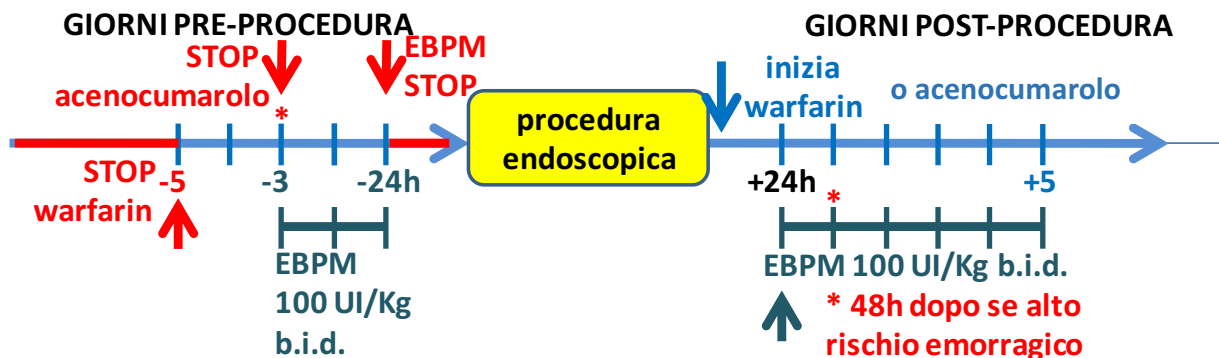 GIORNI PRE-PROCEDURA
GIORNI POST-PROCEDURA
STOP
acenocumarolo
*
EBPM
STOP
procedura
endoscopica
inizia
warfarin
o acenocumarolo
STOP
warfarin
-5
-3
-24h
+24h
*
+5
EBPM
100 UI/Kg
b.i.d.
EBPM 100 UI/Kg b.i.d.
* 48h dopo se alto
rischio emorragico